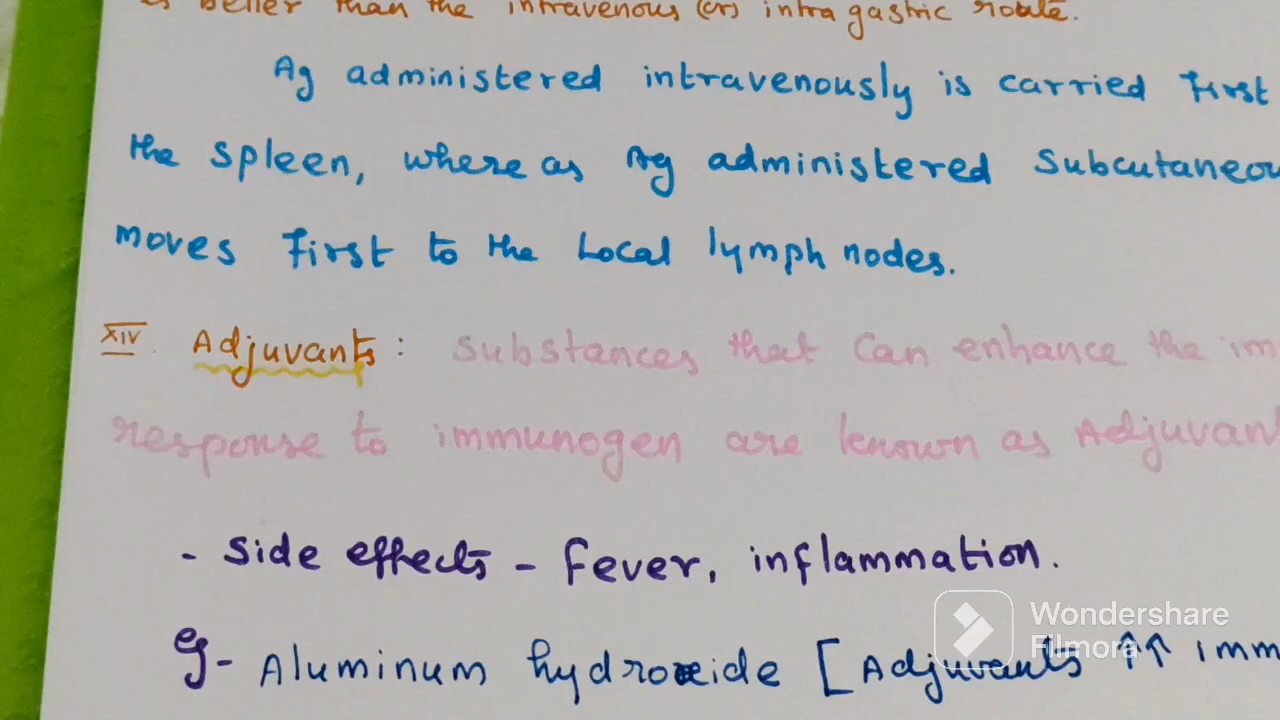 is better than the intravenous (or) intragastric route.
Ag administered intravenously is carried first
the spleen, where as Ag administered Subcutaneou
moves first to the Local lymph nodes.
XIV. Adjuvants: Substances that can enhance the im
response to immunogen are known as Adjuvan
- Side effects - Fever, inflammation.
eg- Aluminum hydroxide [Adjuvants ↑↑ imm
Wondershare
Filmora